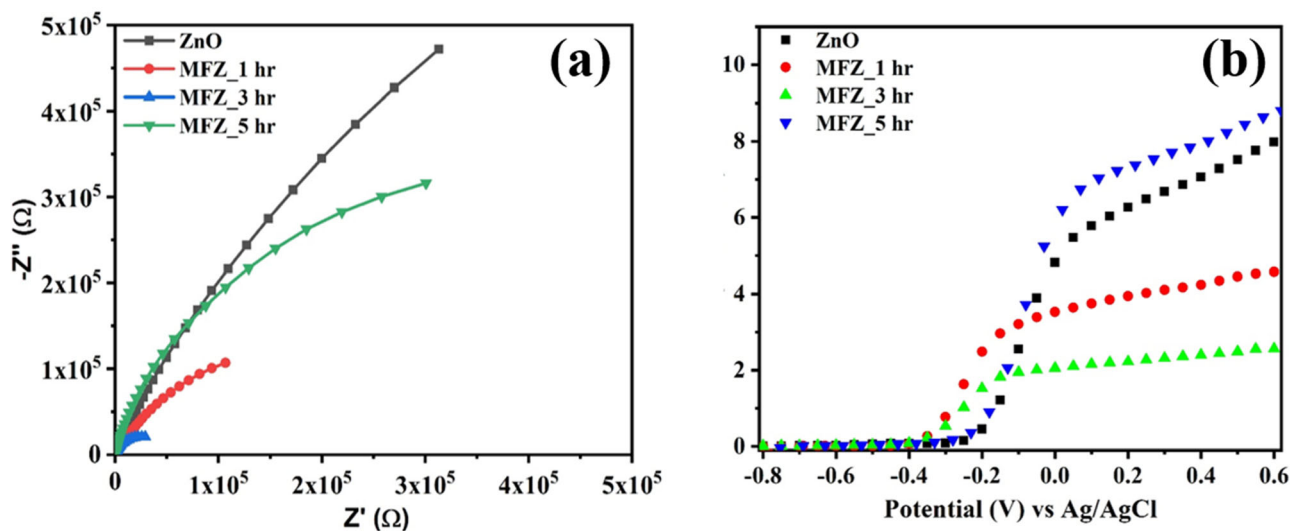 (a)
ZnO
MFZ_1 hr
MFZ_3 hr
MFZ_5 hr
5x10⁵
4x10⁵
3x10⁵
2x10⁵
1x10⁵
0
-Z'' (Ω)
0 1x10⁵ 2x10⁵ 3x10⁵ 4x10⁵ 5x10⁵
Z' (Ω)
(b)
ZnO
MFZ_1 hr
MFZ_3 hr
MFZ_5 hr
10
8
6
4
2
0
-0.8 -0.6 -0.4 -0.2 0.0 0.2 0.4 0.6
Potential (V) vs Ag/AgCl